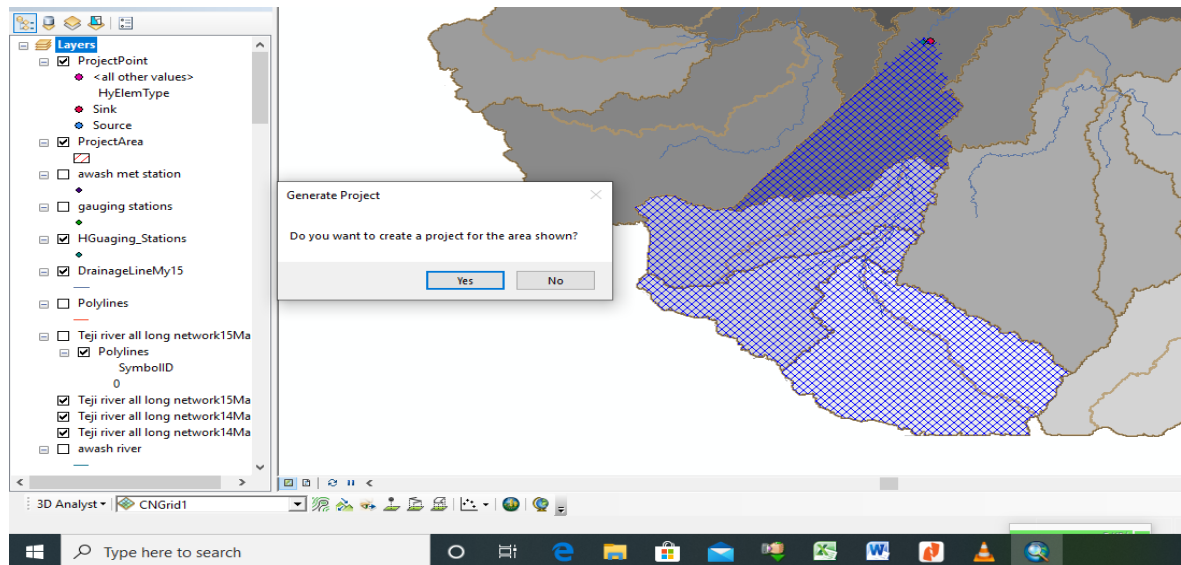 Layers
ProjectPoint
<all other values>
HyElemType
Sink
Source
ProjectArea
awash met station
gauging stations
HGuaging_Stations
DrainageLineMy15
Polylines
Teji river all long network15Ma
Polylines
SymbolID
0
Teji river all long network15Ma
Teji river all long network14Ma
Teji river all long network14Ma
awash river
Generate Project
Do you want to create a project for the area shown?
Yes
No
3D Analyst
CNGrid1
Type here to search